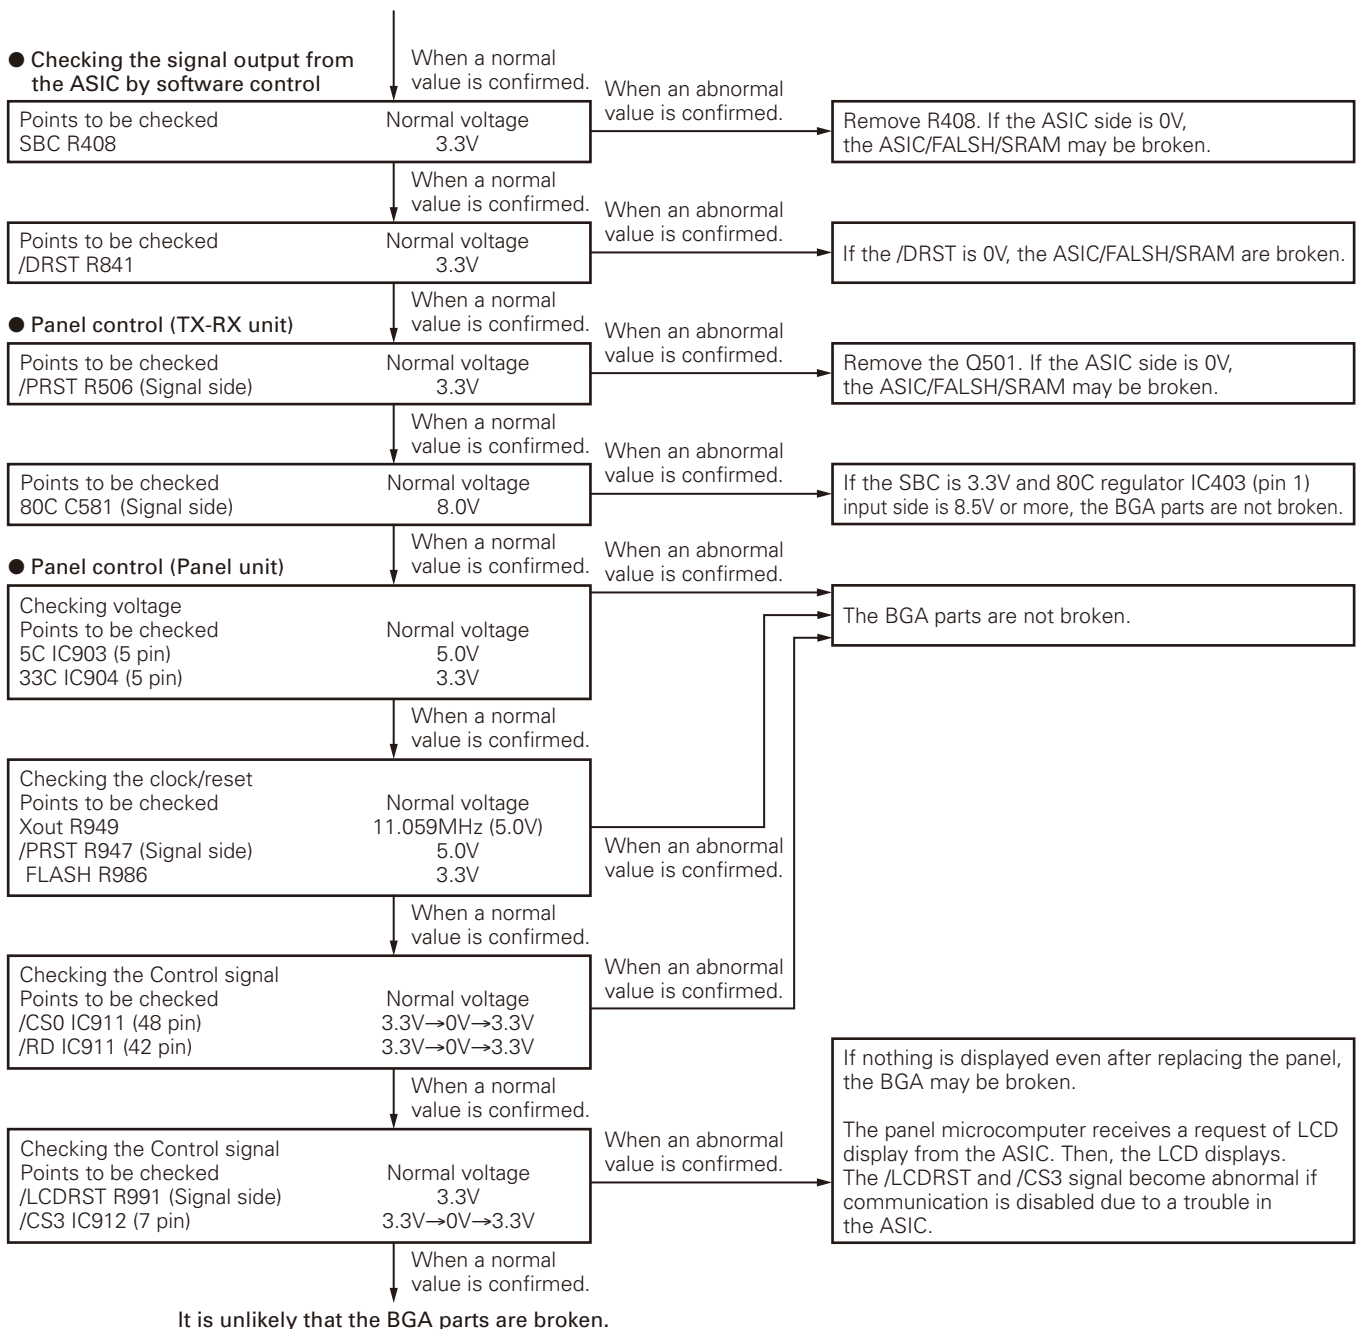 ● Checking the signal output from
the ASIC by software control
When a normal
value is confirmed.
Points to be checked Normal voltage
SBC R408 3.3V
When an abnormal
value is confirmed.
Remove R408. If the ASIC side is 0V,
the ASIC/FALSH/SRAM may be broken.
When a normal
value is confirmed.
Points to be checked Normal voltage
/DRST R841 3.3V
When an abnormal
value is confirmed.
If the /DRST is 0V, the ASIC/FALSH/SRAM are broken.
When a normal
value is confirmed.
● Panel control (TX-RX unit)
Points to be checked Normal voltage
/PRST R506 (Signal side) 3.3V
When an abnormal
value is confirmed.
Remove the Q501. If the ASIC side is 0V,
the ASIC/FALSH/SRAM may be broken.
When a normal
value is confirmed.
Points to be checked Normal voltage
80C C581 (Signal side) 8.0V
When an abnormal
value is confirmed.
If the SBC is 3.3V and 80C regulator IC403 (pin 1)
input side is 8.5V or more, the BGA parts are not broken.
When a normal
value is confirmed.
● Panel control (Panel unit)
Checking voltage
Points to be checked Normal voltage
5C IC903 (5 pin) 5.0V
33C IC904 (5 pin) 3.3V
When an abnormal
value is confirmed.
The BGA parts are not broken.
When a normal
value is confirmed.
Checking the clock/reset
Points to be checked Normal voltage
Xout R949 11.059MHz (5.0V)
/PRST R947 (Signal side) 5.0V
FLASH R986 3.3V
When an abnormal
value is confirmed.
When a normal
value is confirmed.
Checking the Control signal
Points to be checked Normal voltage
/CS0 IC911 (48 pin) 3.3V→0V→3.3V
/RD IC911 (42 pin) 3.3V→0V→3.3V
When an abnormal
value is confirmed.
When a normal
value is confirmed.
Checking the Control signal
Points to be checked Normal voltage
/LCDRST R991 (Signal side) 3.3V
/CS3 IC912 (7 pin) 3.3V→0V→3.3V
When an abnormal
value is confirmed.
If nothing is displayed even after replacing the panel,
the BGA may be broken.
The panel microcomputer receives a request of LCD
display from the ASIC. Then, the LCD displays.
The /LCDRST and /CS3 signal become abnormal if
communication is disabled due to a trouble in
the ASIC.
When a normal
value is confirmed.
It is unlikely that the BGA parts are broken.